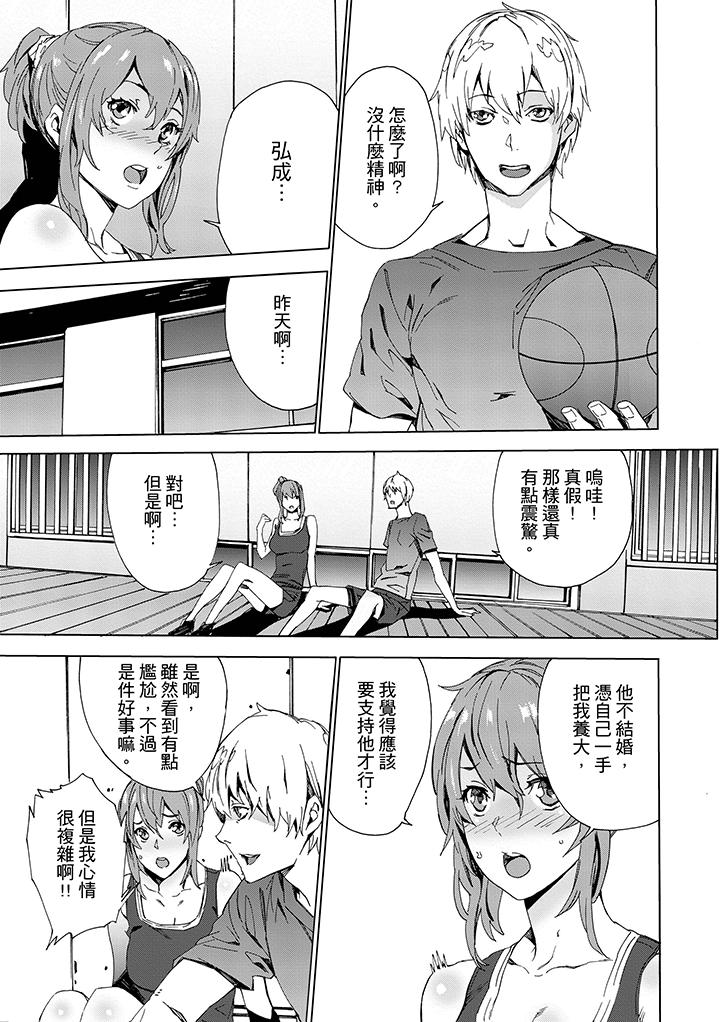 怎麼了啊？
沒什麼精神。
弘成…
昨天啊…
嗚哇！
真假！
那樣還真
有點震驚。
對吧…
但是啊…
他不結婚，
憑自己一手
把我養大，
我覺得應該
要支持他才行…
是啊，
雖然看到有點
尷尬，不過
是件好事嘛。
但是我心情
很複雜啊!!